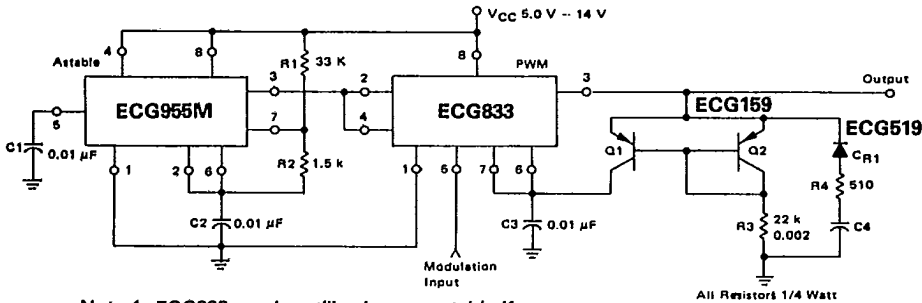 VCC 5.0 V -- 14 V
4
8
R1
33 K
8
Astable
PWM
3
2
3
Output
ECG955M
ECG833
ECG159
ECG519
5
7
4
C1
0.01 µF
Q1
Q2
CR1
R2
1.5 k
1
2
6
1
5
7
6
R4
510
C2
0.01 µF
C3
0.01 µF
R3
22 k
0.002
C4
Modulation
Input
All Resistors 1/4 Watt